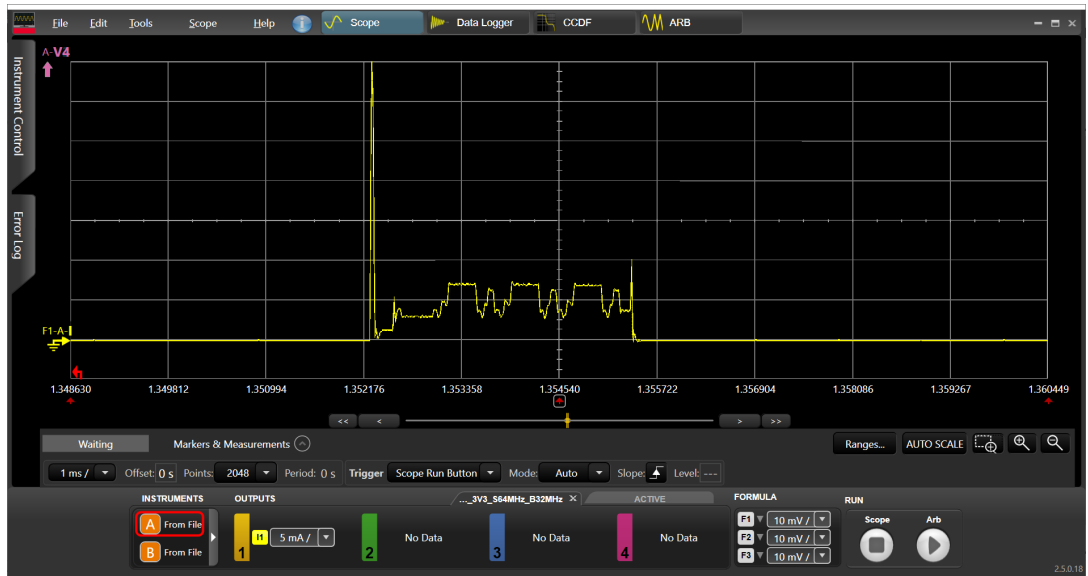 File Edit Tools Scope Help Scope Data Logger CCDF ARB
A-V4
Instrument Control
Error Log
F1-A-
1.348630 1.349812 1.350994 1.352176 1.353358 1.354540 1.355722 1.356904 1.358086 1.359267 1.360449
<< < > >>
Waiting Markers & Measurements Ranges... AUTO SCALE
1 ms / Offset: 0 s Points: 2048 Period: 0 s Trigger Scope Run Button Mode: Auto Slope: Level: ---
INSTRUMENTS OUTPUTS ..._3V3_S64MHz_B32MHz × ACTIVE FORMULA RUN
A From File
B From File
1 I1 5 mA /
2 No Data
3 No Data
4 No Data
F1 10 mV /
F2 10 mV /
F3 10 mV /
Scope Arb
2.5.0.18